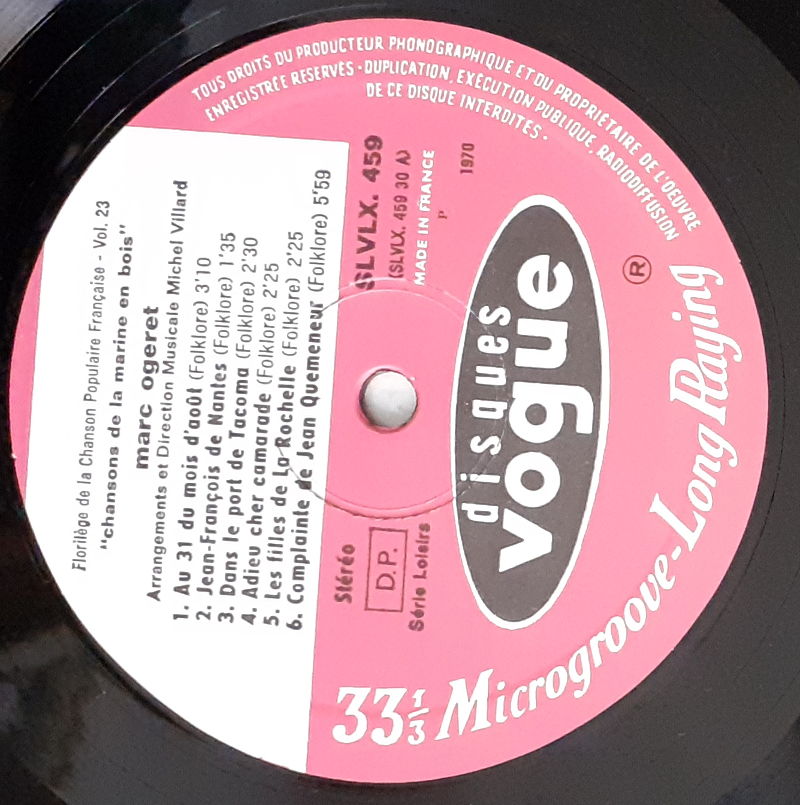 TOUS DROITS DU PRODUCTEUR PHONOGRAPHIQUE ET DU PROPRIETAIRE DE L'OEUVRE
ENREGISTRÉE RESERVES - DUPLICATION, EXÉCUTION PUBLIQUE, RADIODIFFUSION
DE CE DISQUE INTERDITES -
Florilège de la Chanson Populaire Française - Vol. 23
"chansons de la marine en bois"
marc ogeret
Arrangements et Direction Musicale Michel Villard
1. Au 31 du mois d'août (Folklore) 3'10
2. Jean-François de Nantes (Folklore) 1'35
3. Dans le port de Tacoma (Folklore) 2'30
4. Adieu cher camarade (Folklore) 2'25
5. Les filles de La Rochelle (Folklore) 2'25
6. Complainte de Jean Quemeneur (Folklore) 5'59
Stéréo
D.P.
Série Loisirs
SLVLX. 459
(SLVLX. 459 30 A)
MADE IN FRANCE
P
1970
disques
vogue
®
33 1/3 Microgroove-Long Playing